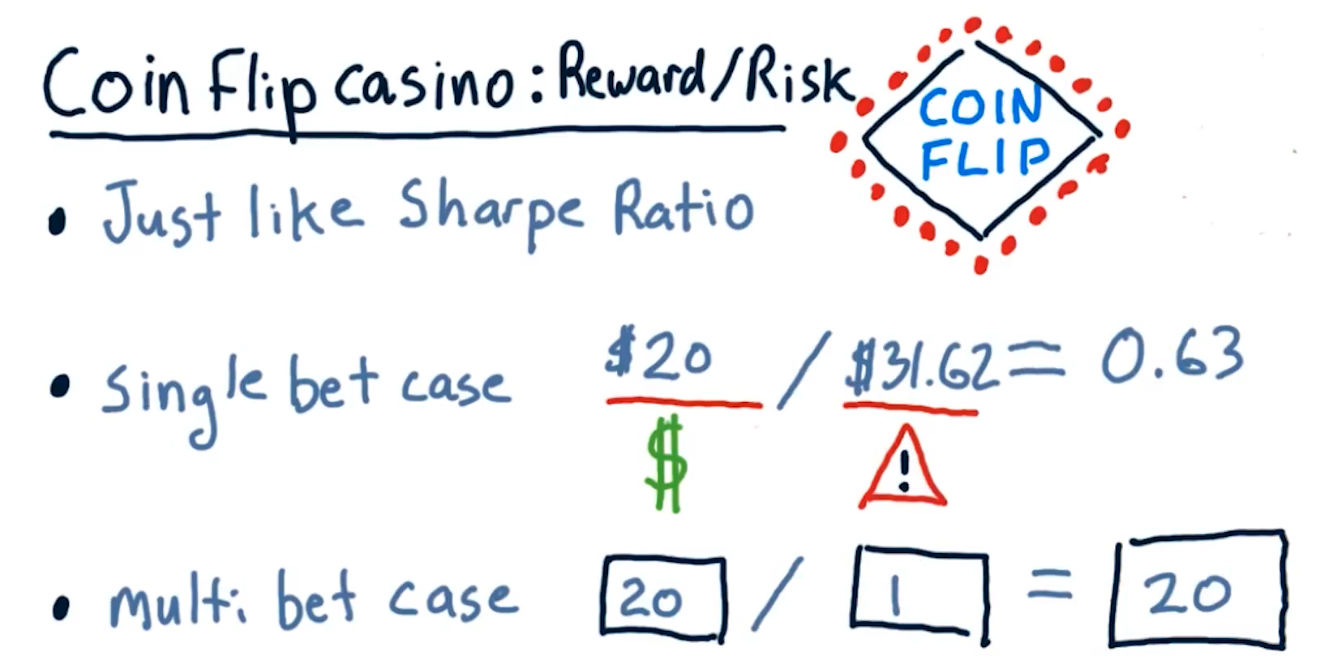 Coin Flip casino: Reward/Risk
COIN
FLIP
• Just like Sharpe Ratio
• single bet case $20 / $31.62 = 0.63
$ !
• multi bet case 20 / 1 = 20